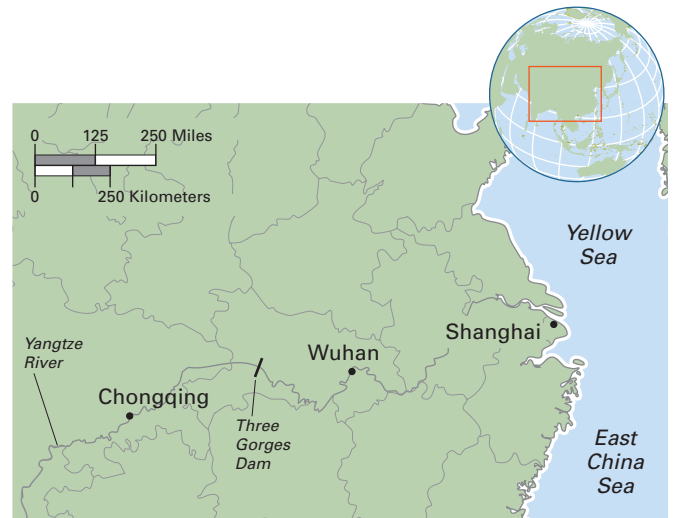 0 125 250 Miles
0 250 Kilometers
Yellow
Sea
Shanghai
Yangtze
River
Wuhan
Chongqing
Three
Gorges
Dam
East
China
Sea